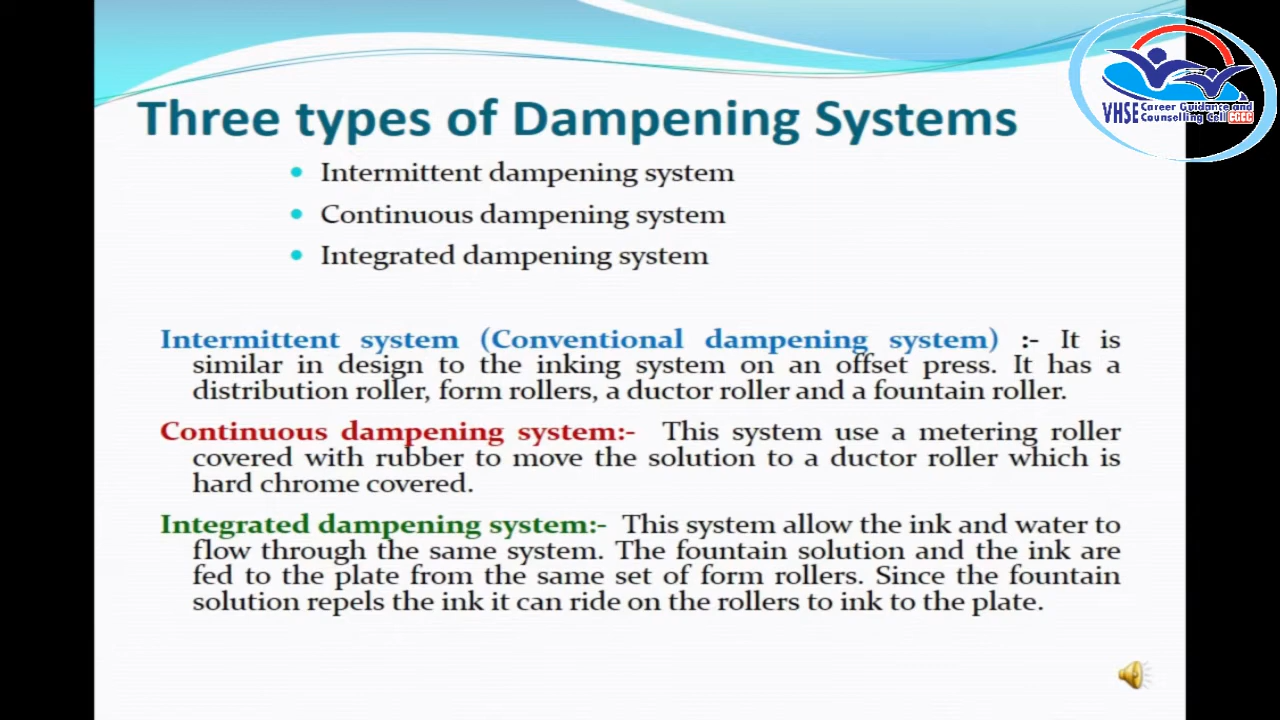 VHSE Career Guidance and
Counselling Cell CGCC
Three types of Dampening Systems
• Intermittent dampening system
• Continuous dampening system
• Integrated dampening system
Intermittent system (Conventional dampening system) :- It is
similar in design to the inking system on an offset press. It has a
distribution roller, form rollers, a ductor roller and a fountain roller.
Continuous dampening system:- This system use a metering roller
covered with rubber to move the solution to a ductor roller which is
hard chrome covered.
Integrated dampening system:- This system allow the ink and water to
flow through the same system. The fountain solution and the ink are
fed to the plate from the same set of form rollers. Since the fountain
solution repels the ink it can ride on the rollers to ink to the plate.